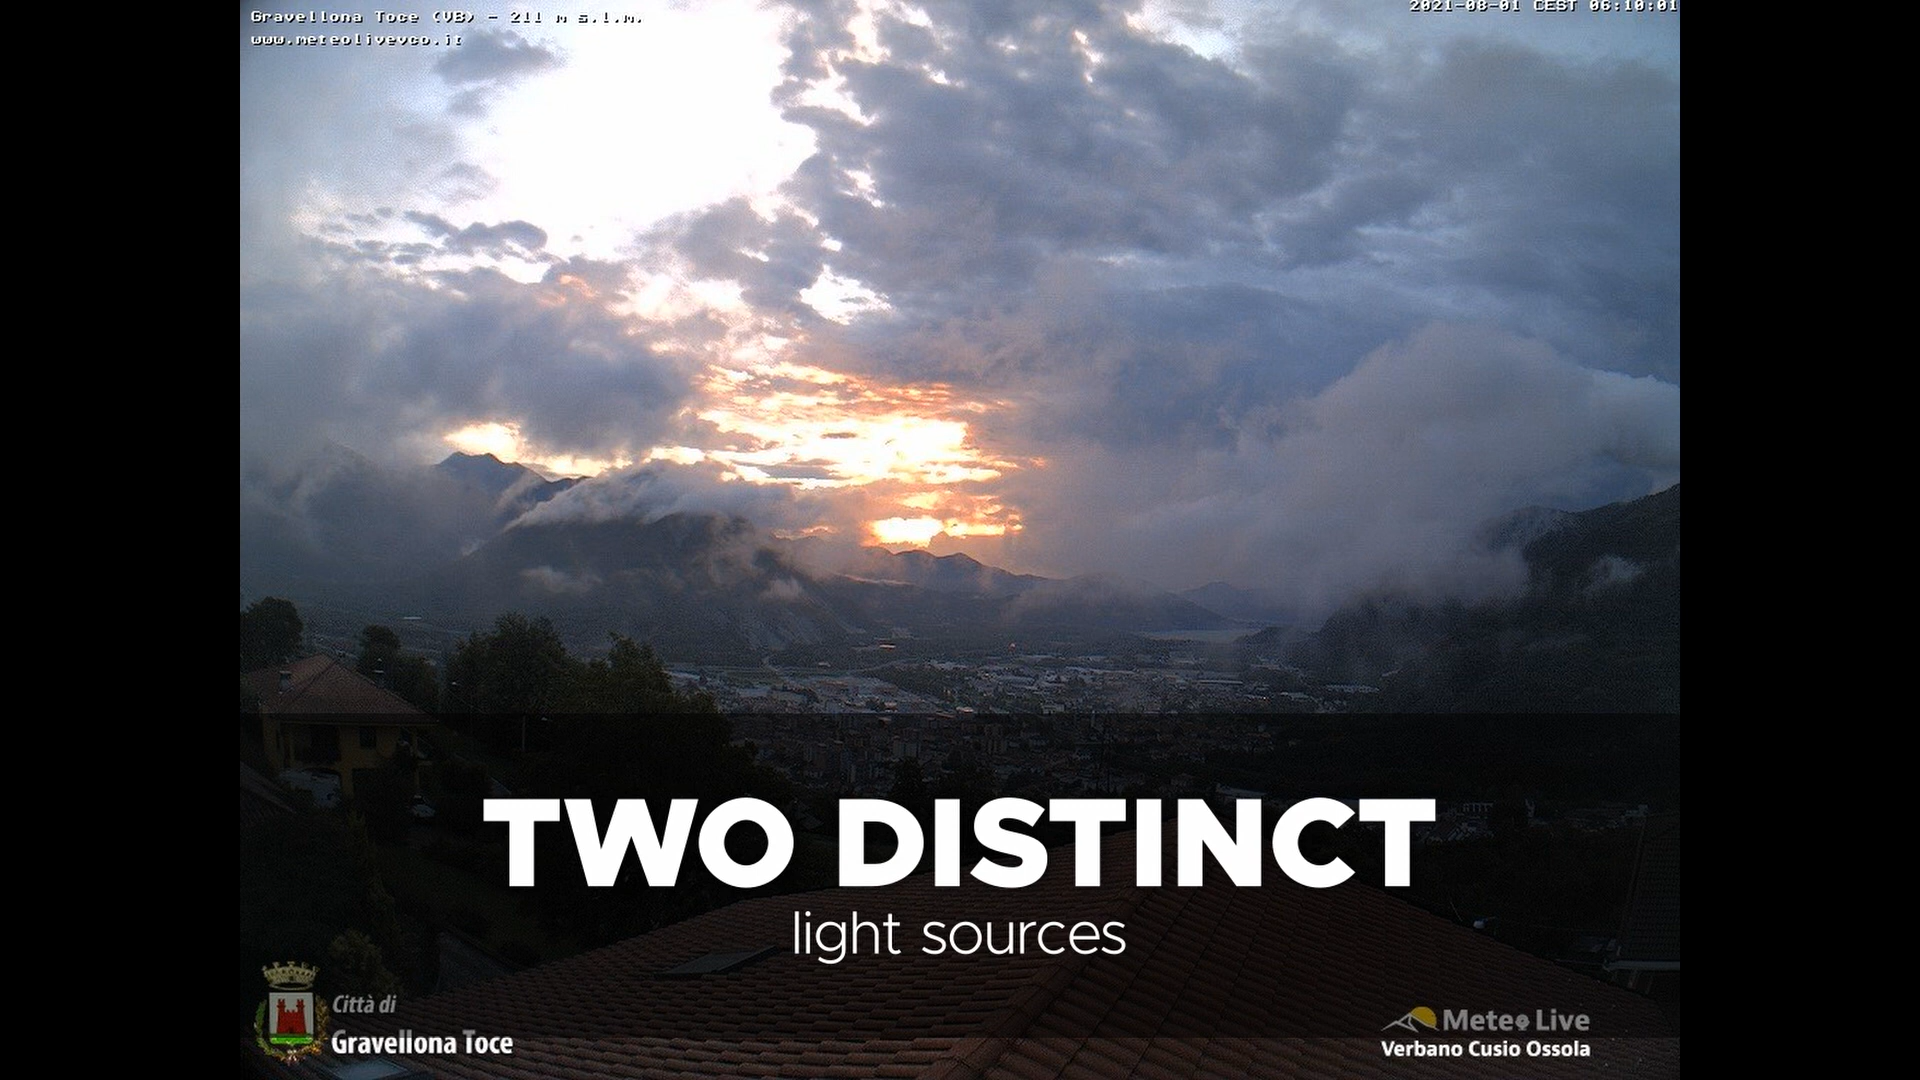 Gravellona Toce (VB) - 211 m s.l.m.
www.meteolivevco.it
2021-08-01 CEST 06:10:01
TWO DISTINCT
light sources
Città di
Gravellona Toce
Meteo Live
Verbano Cusio Ossola